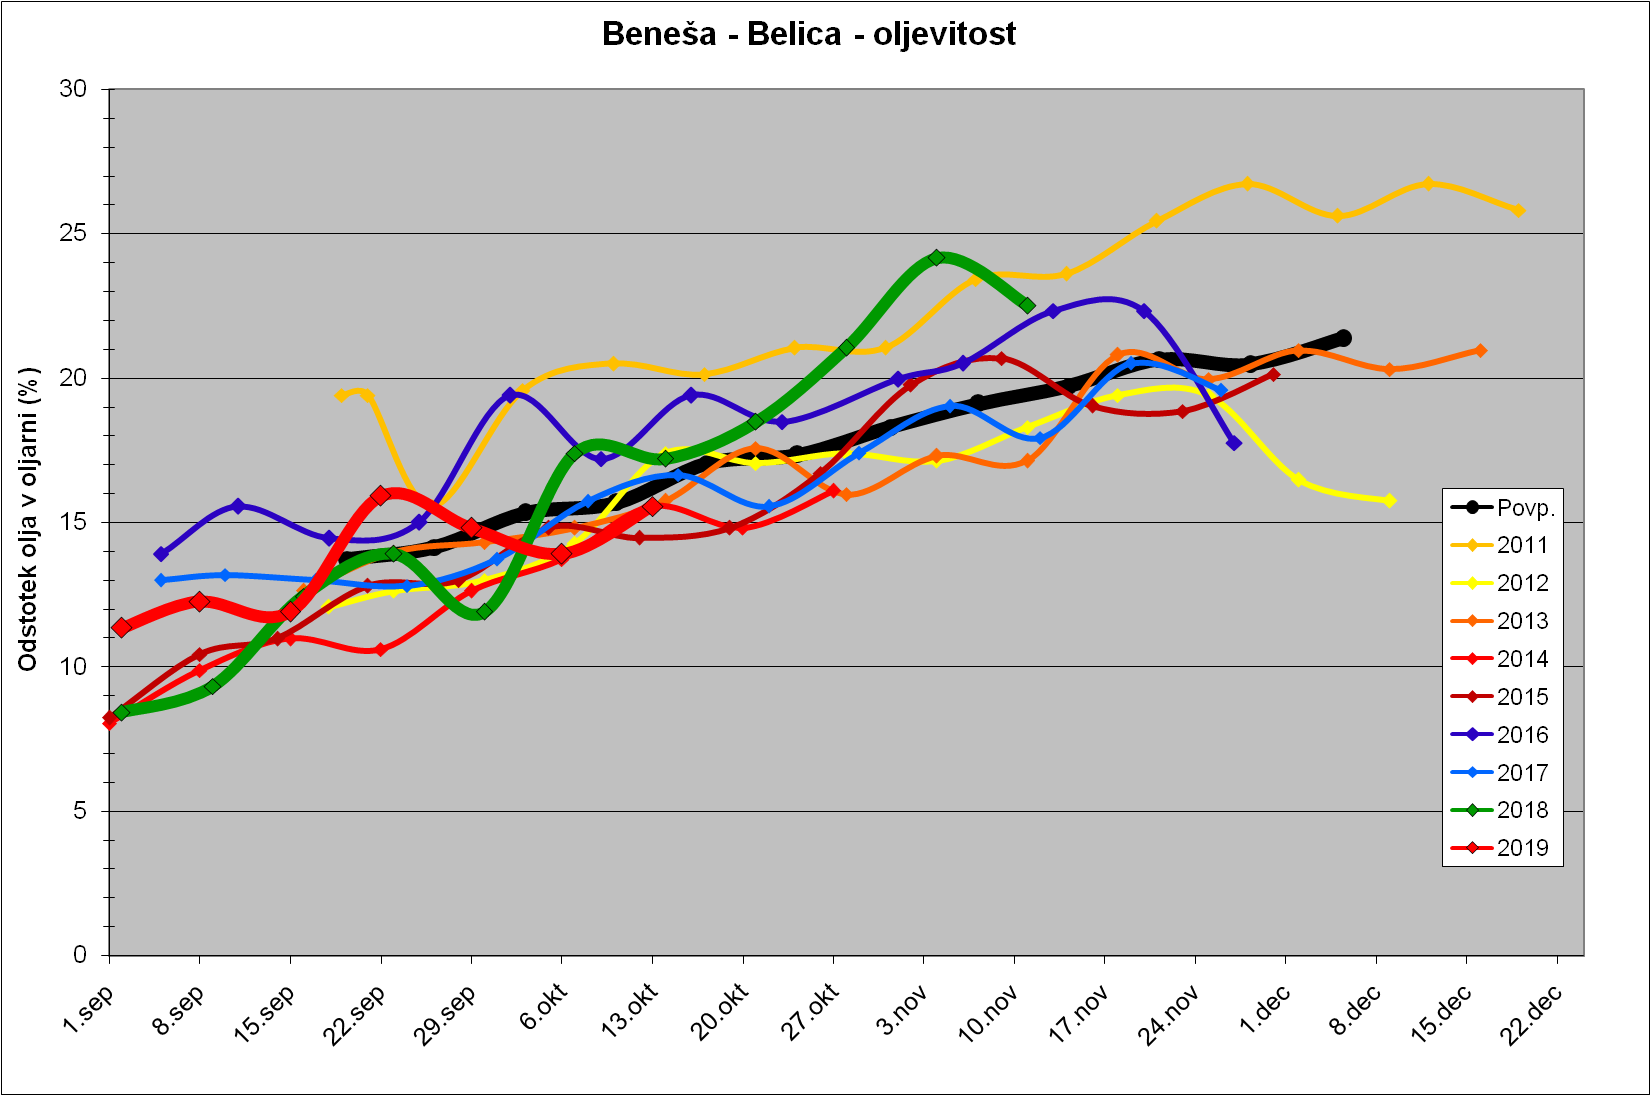 Beneša - Belica - oljevitost
Odstotek olja v oljarni (%)
30
25
20
15
10
5
0
1.sep
8.sep
15.sep
22.sep
29.sep
6.okt
13.okt
20.okt
27.okt
3.nov
10.nov
17.nov
24.nov
1.dec
8.dec
15.dec
22.dec
Povp.
2011
2012
2013
2014
2015
2016
2017
2018
2019